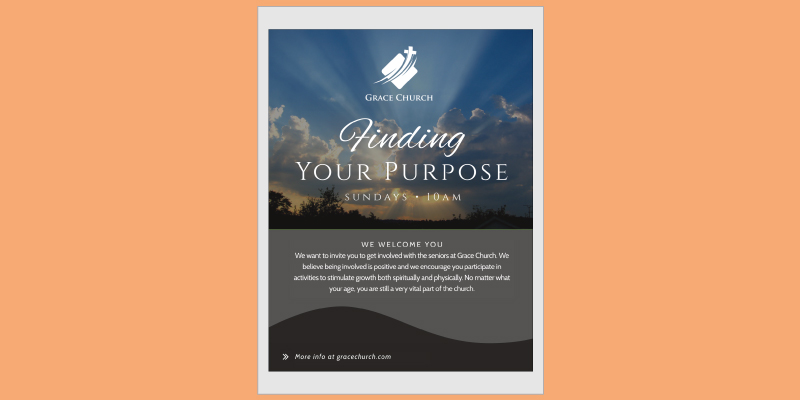 GRACE CHURCH
Finding
YOUR PURPOSE
SUNDAYS • 10AM
WE WELCOME YOU
We want to invite you to get involved with the seniors at Grace Church. We
believe being involved is positive and we encourage you participate in
activities to stimulate growth both spiritually and physically. No matter what
your age, you are still a very vital part of the church.
More info at gracechurch.com